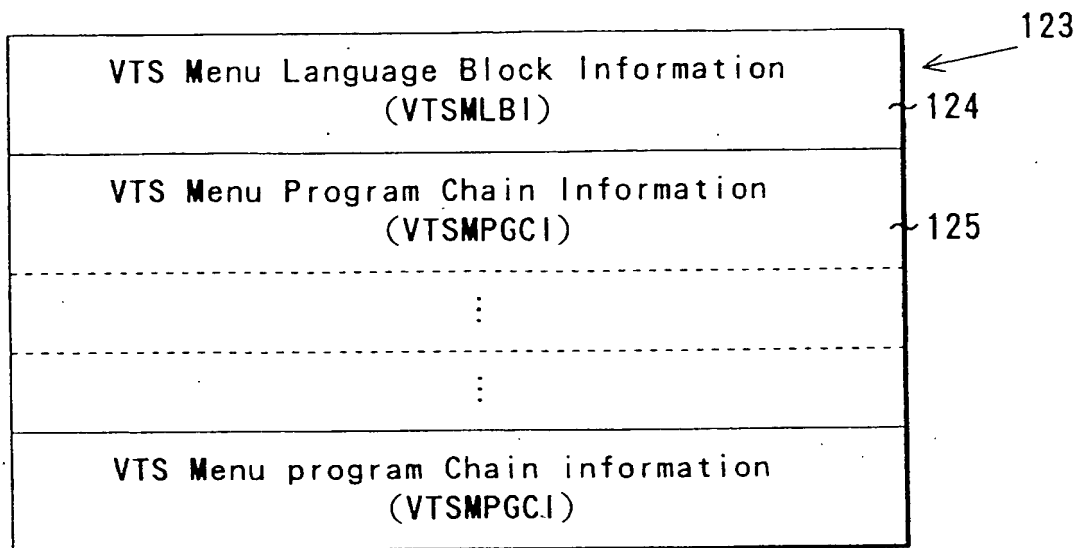 123
VTS Menu Language Block Information
(VTSMLBI)
124
VTS Menu Program Chain Information
(VTSMPGCI)
125
⋮
⋮
VTS Menu program Chain information
(VTSMPGCI)